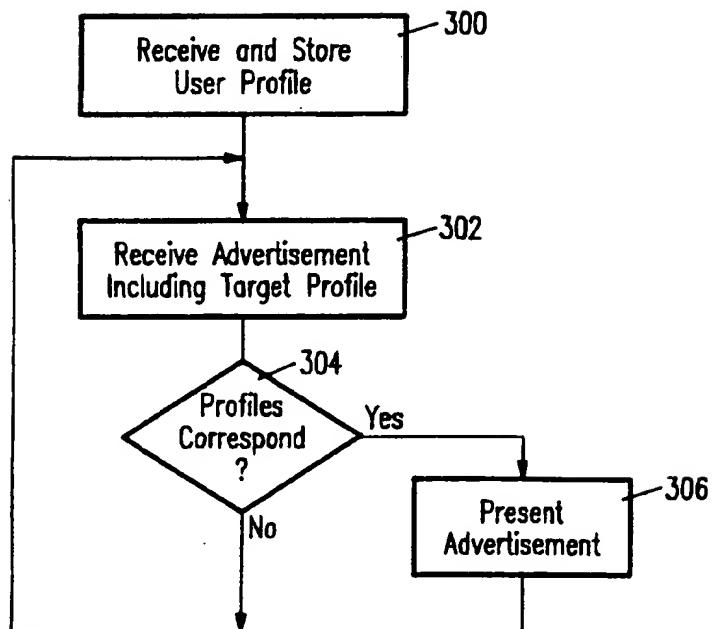 300
Receive and Store
User Profile
302
Receive Advertisement
Including Target Profile
304
Profiles
Correspond
?
Yes
No
306
Present
Advertisement